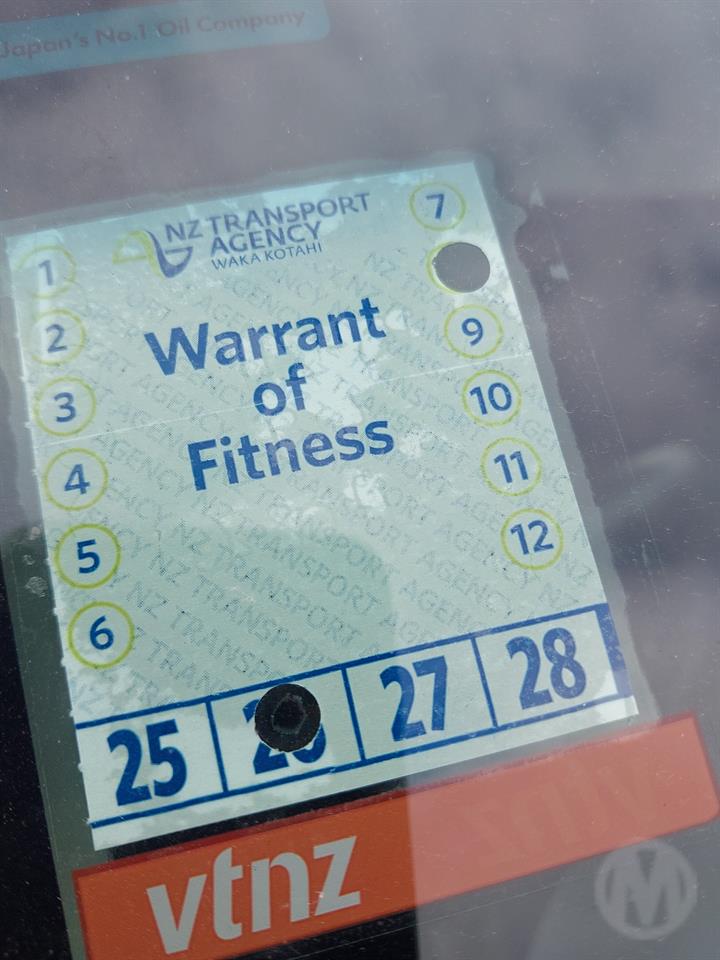 Japan's No.1 Oil Company
NZ TRANSPORT
AGENCY
WAKA KOTAHI
Warrant
of
Fitness
1
2
3
4
5
6
7
9
10
11
12
25
27
28
vtnz